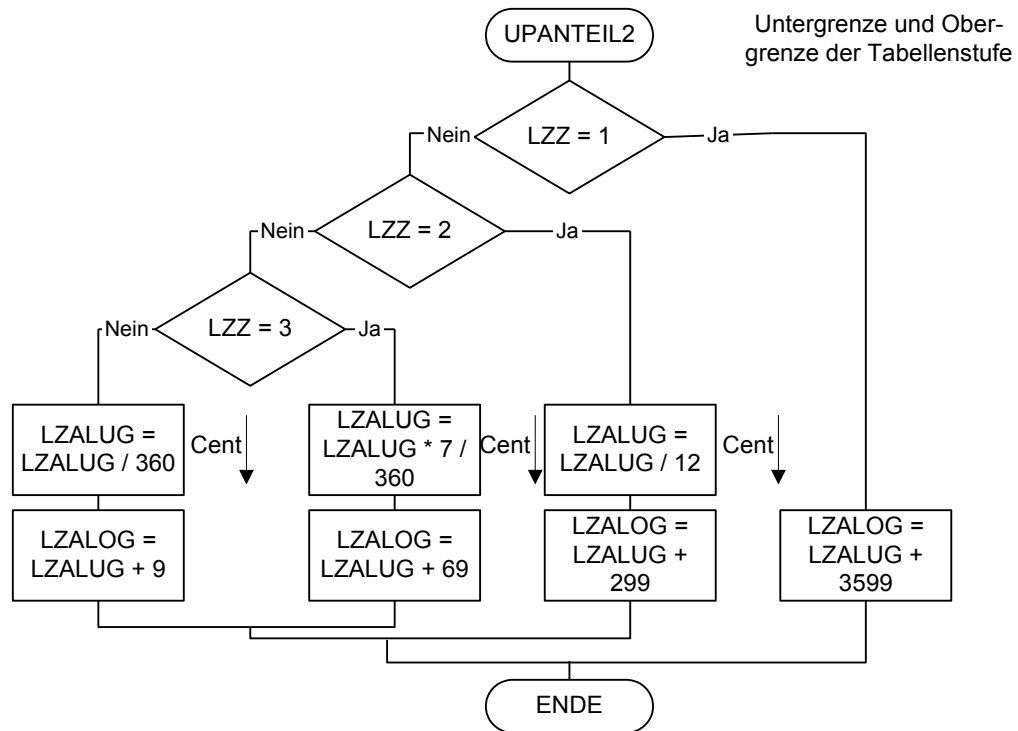 UPANTEIL2
Untergrenze und Ober-
grenze der Tabellenstufe
LZZ = 1
Nein
Ja
LZZ = 2
Nein
Ja
LZZ = 3
Nein
Ja
LZALUG =
LZALUG / 360
Cent
LZALUG =
LZALUG * 7 /
360
Cent
LZALUG =
LZALUG / 12
Cent
LZALOG =
LZALUG + 9
LZALOG =
LZALUG + 69
LZALOG =
LZALUG +
299
LZALOG =
LZALUG +
3599
ENDE